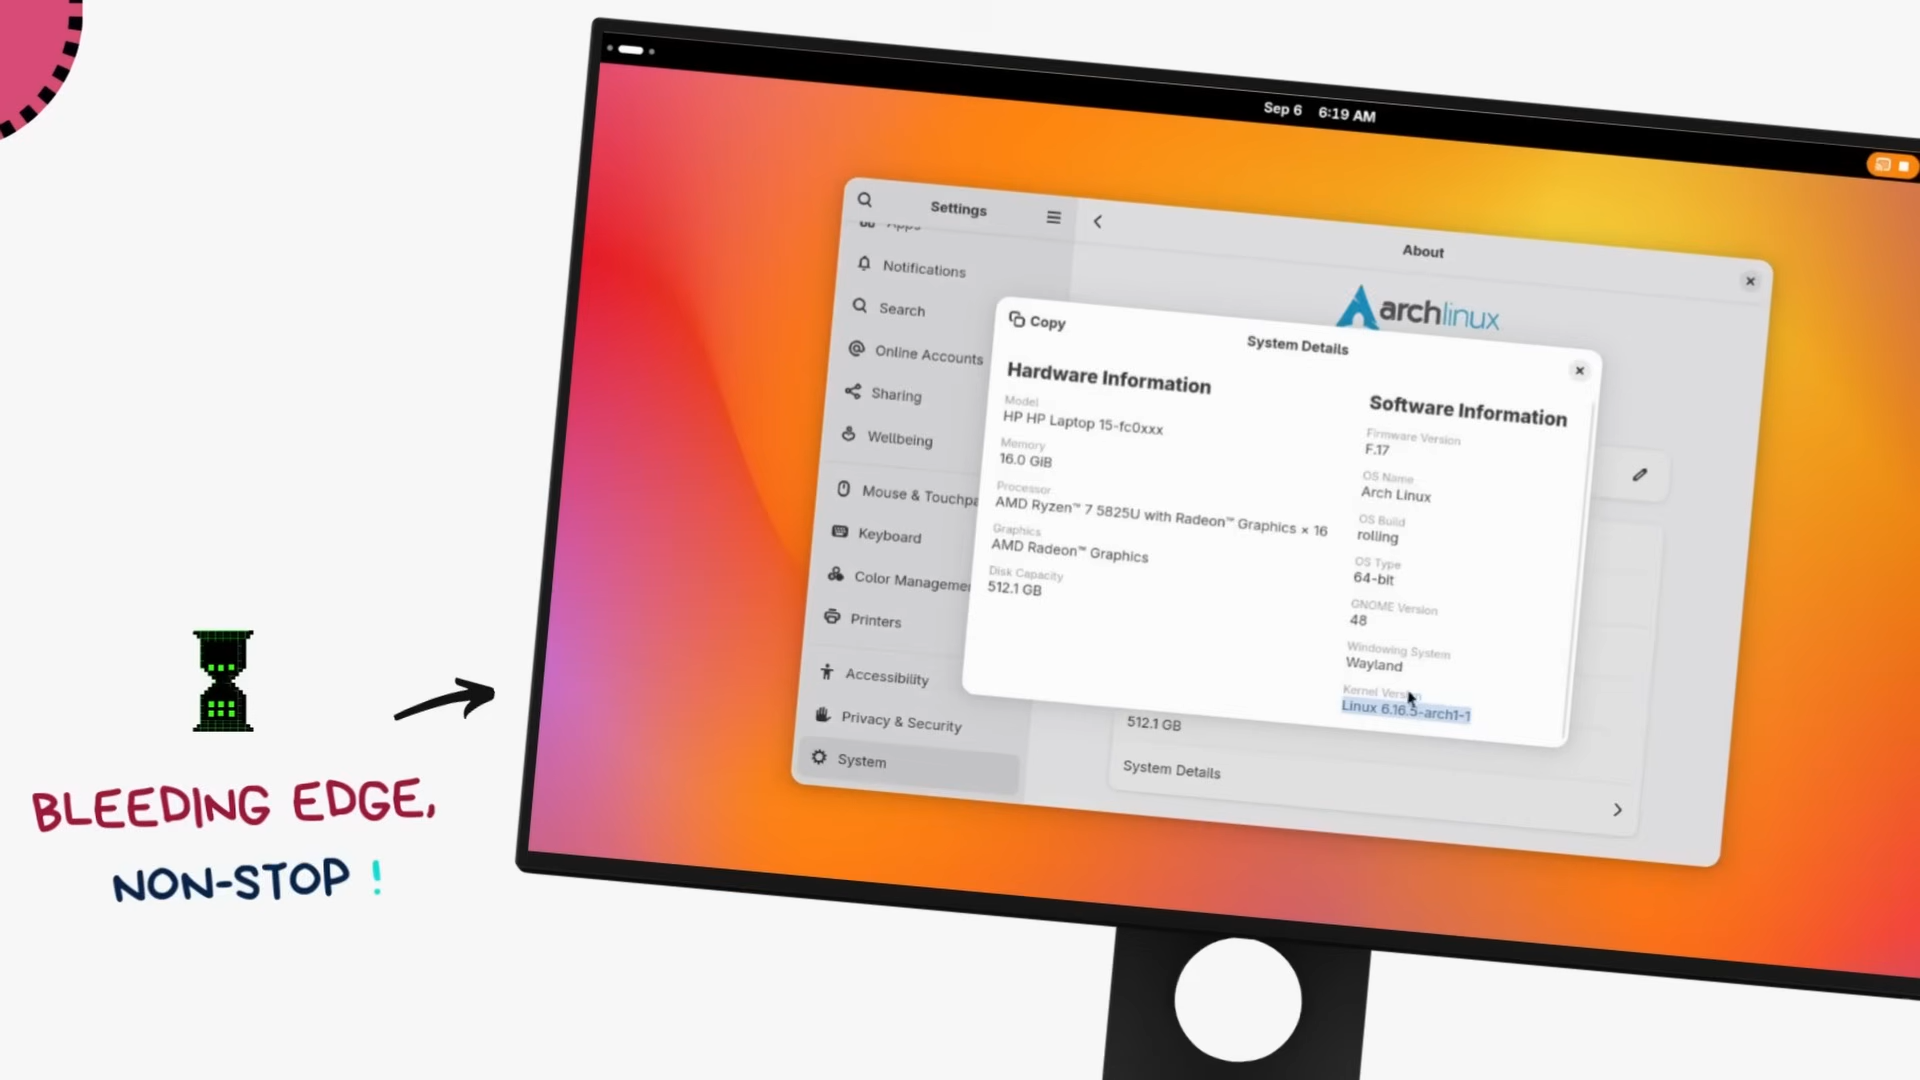 Sep 6 6:19 AM
Settings
About
Apps
Notifications
Search
Online Accounts
Sharing
Wellbeing
Mouse & Touchpa
Keyboard
Color Manageme
Printers
Accessibility
Privacy & Security
System
archlinux
Copy
System Details
Hardware Information
Model
HP HP Laptop 15-fc0xxx
Memory
16.0 GiB
Processor
AMD Ryzen™ 7 5825U with Radeon™ Graphics × 16
Graphics
AMD Radeon™ Graphics
Disk Capacity
512.1 GB
Software Information
Firmware Version
F.17
OS Name
Arch Linux
OS Build
rolling
OS Type
64-bit
GNOME Version
48
Windowing System
Wayland
Kernel Version
Linux 6.16.5-arch1-1
512.1 GB
System Details
BLEEDING EDGE,
NON-STOP !